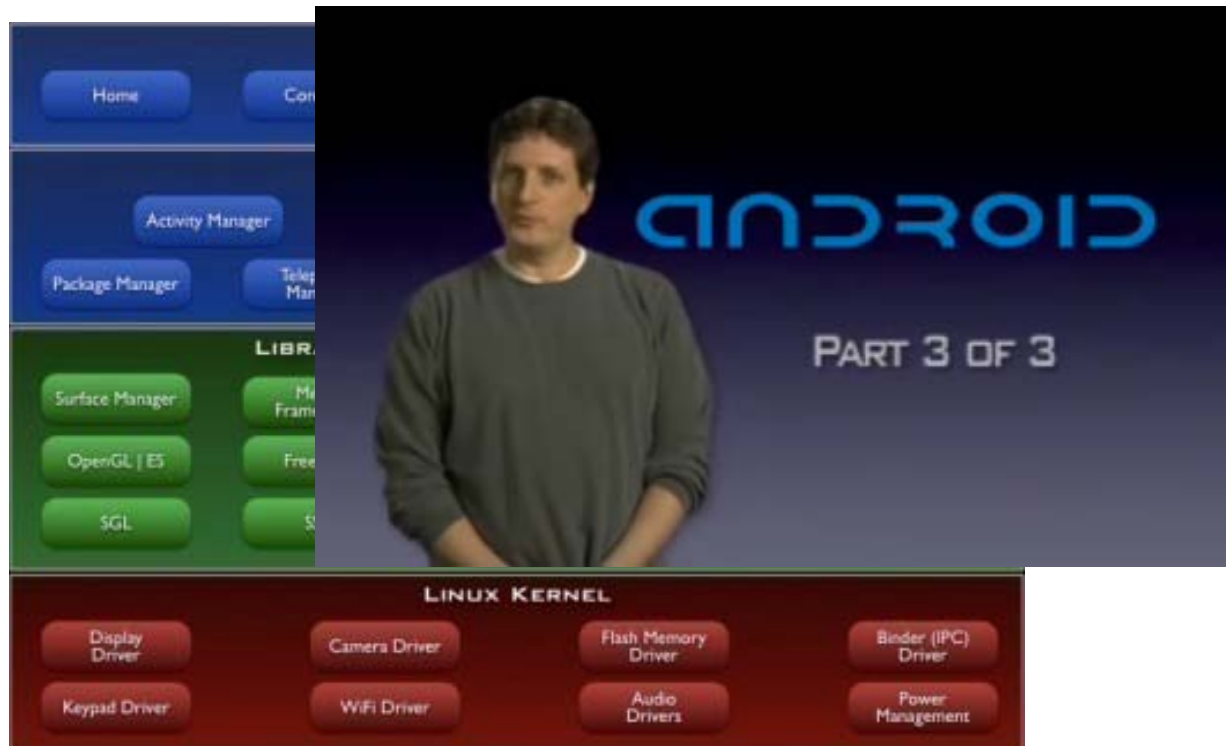 Home
Activity Manager
Package Manager
Surface Manager
OpenGL | ES
SGL
ANDROID
PART 3 OF 3
LINUX KERNEL
Display
Driver
Camera Driver
Flash Memory
Driver
Binder (IPC)
Driver
Keypad Driver
WiFi Driver
Audio
Drivers
Power
Management